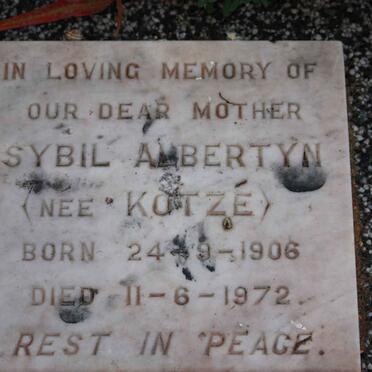 IN LOVING MEMORY OF
OUR DEAR MOTHER
SYBIL ALBERTYN
(NEE KOTZÉ)
BORN 24-9-1906
DIED 11-6-1972.
REST IN PEACE.